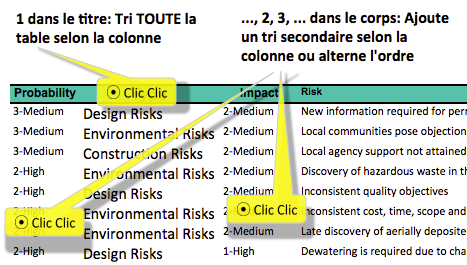 1 dans le titre: Tri TOUTE la
table selon la colonne
..., 2, 3, ... dans le corps: Ajoute
un tri secondaire selon la
colonne ou alterne l'ordre
Probability Clic Clic Impact Risk
3-Medium Design Risks 2-Medium New information required for per
3-Medium Environmental Risks 2-Medium Local communities pose objection
3-Medium Construction Risks 2-Medium Local agency support not attained
2-High Environmental Risks 2-Medium Discovery of hazardous waste in th
2-High Design Risks 2-Medium Inconsistent quality objectives
Clic Clic Environmental Risks Clic Clic Inconsistent cost, time, scope and
2-High Environmental Risks 2-Medium Late discovery of aerially deposite
2-High Design Risks 1-High Dewatering is required due to cha